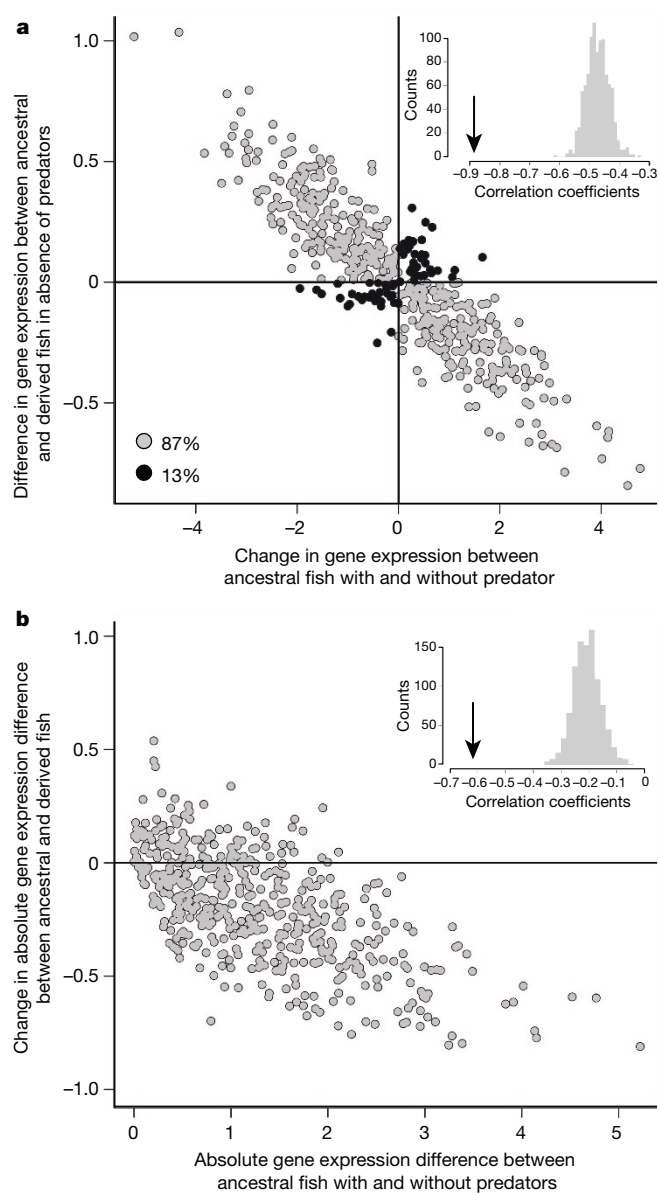 a
1.0
0.5
0
−0.5
−4
−2
0
2
4
Difference in gene expression between ancestral
and derived fish in absence of predators
Change in gene expression between
ancestral fish with and without predator
87%
13%
100
80
60
40
20
0
Counts
−0.9 −0.8 −0.7 −0.6 −0.5 −0.4 −0.3
Correlation coefficients
b
1.0
0.5
0
−0.5
−1.0
0
1
2
3
4
5
Change in absolute gene expression difference
between ancestral and derived fish
Absolute gene expression difference between
ancestral fish with and without predators
150
100
50
0
Counts
−0.7 −0.6 −0.5 −0.4 −0.3 −0.2 −0.1 0
Correlation coefficients